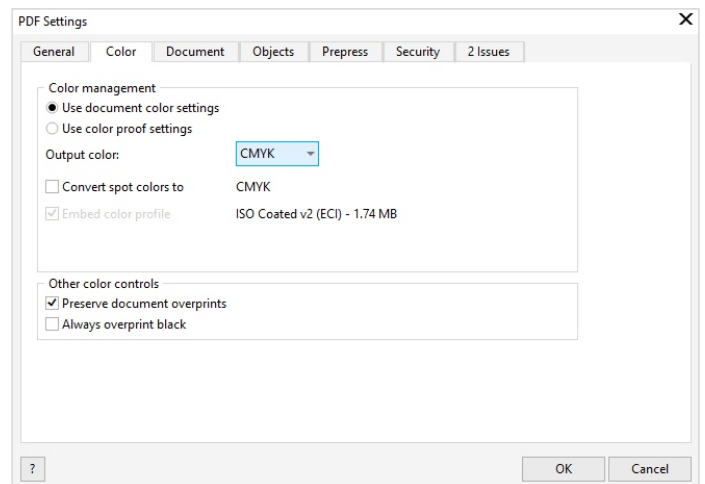 PDF Settings
General Color Document Objects Prepress Security 2 Issues
Color management
Use document color settings
Use color proof settings
Output color: CMYK
Convert spot colors to CMYK
Embed color profile ISO Coated v2 (ECI) - 1.74 MB
Other color controls
Preserve document overprints
Always overprint black
? OK Cancel